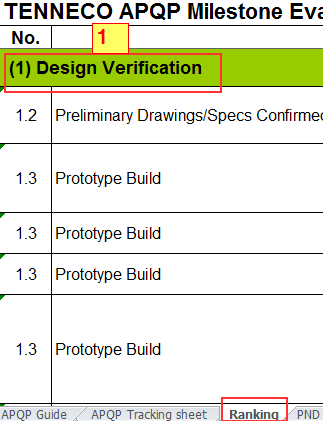 TENNECO APQP Milestone Eva
No.
1
(1) Design Verification
1.2 Preliminary Drawings/Specs Confirmed
1.3 Prototype Build
1.3 Prototype Build
1.3 Prototype Build
1.3 Prototype Build
APQP Guide APQP Tracking sheet Ranking PND